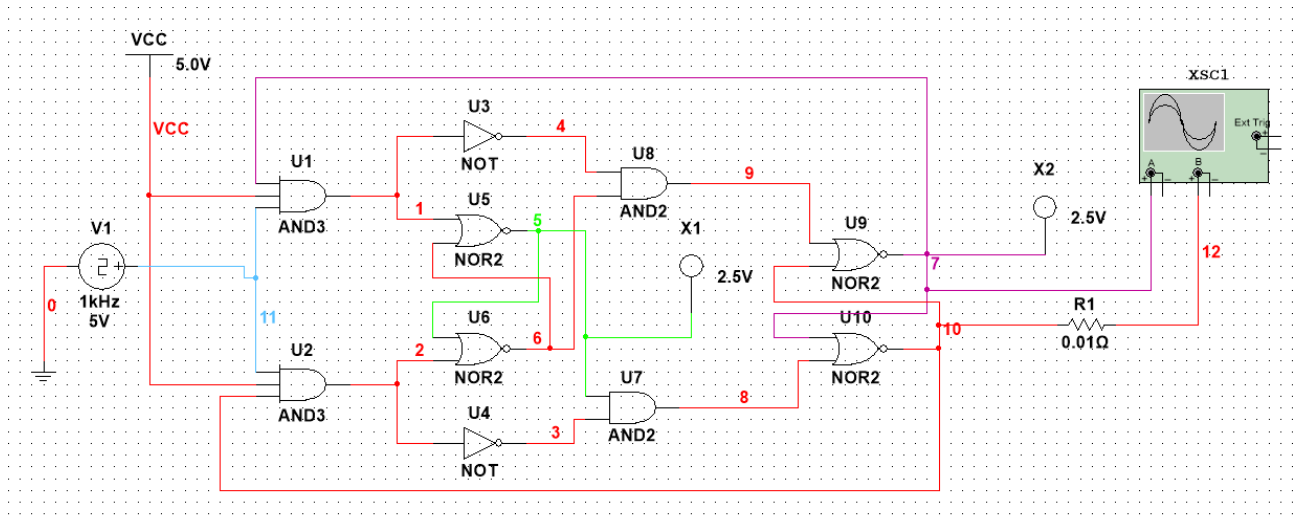 VCC
5.0V
VCC
XSC1
Ext Trig
+
-
A
B
+ - + -
U3
NOT
4
U8
AND2
9
X2
2.5V
U1
AND3
1
U5
NOR2
5
X1
2.5V
U9
NOR2
7
12
V1
+
1kHz
5V
0
11
U6
NOR2
6
U10
NOR2
10
R1
0.01Ω
U2
AND3
2
U7
AND2
8
U4
NOT
3